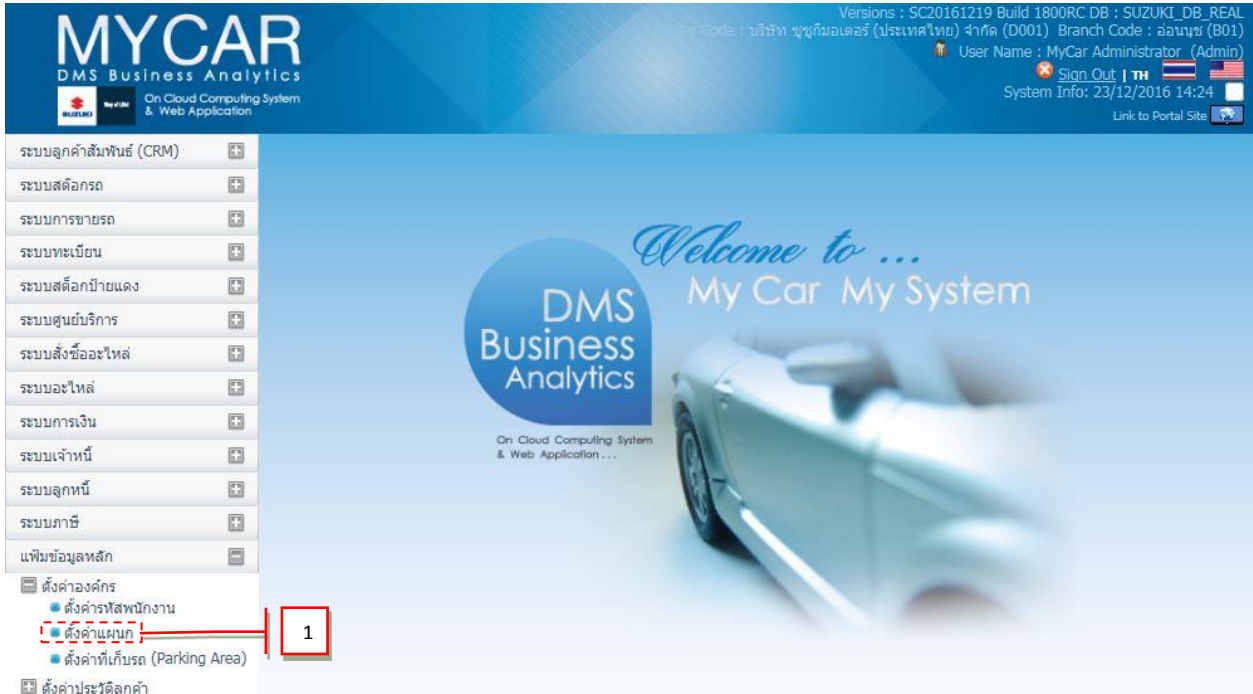 MYCAR
DMS Business Analytics
SUZUKI
Way of Life!
On Cloud Computing System
& Web Application
Versions : SC20161219 Build 1800RC DB : SUZUKI_DB_REAL
Code : บริษัท ซูซูกิมอเตอร์ (ประเทศไทย) จำกัด (D001) Branch Code : อ่อนนุช (B01)
User Name : MyCar Administrator (Admin)
Sign Out | TH
System Info: 23/12/2016 14:24
Link to Portal Site
ระบบลูกค้าสัมพันธ์ (CRM)
ระบบสต๊อกรถ
ระบบการขายรถ
ระบบทะเบียน
ระบบสต็อกป้ายแดง
ระบบศูนย์บริการ
ระบบสั่งซื้ออะไหล่
ระบบอะไหล่
ระบบการเงิน
ระบบเจ้าหนี้
ระบบลูกหนี้
ระบบภาษี
แฟ้มข้อมูลหลัก
ตั้งค่าองค์กร
ตั้งค่ารหัสพนักงาน
ตั้งค่าแผนก
ตั้งค่าที่เก็บรถ (Parking Area)
ตั้งค่าประวัติลูกค้า
1
Welcome to ...
My Car My System
DMS
Business
Analytics
On Cloud Computing System
& Web Application . . .